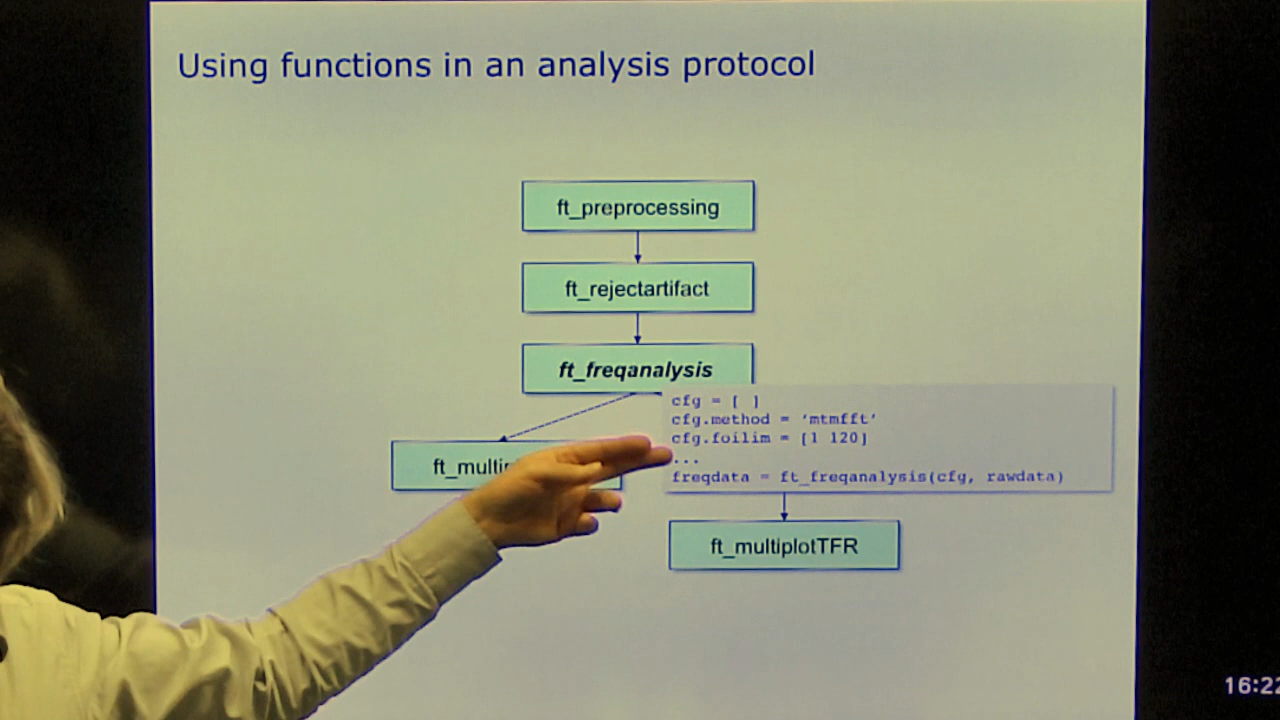 Using functions in an analysis protocol
ft_preprocessing
ft_rejectartifact
ft_freqanalysis
cfg = [ ]
cfg.method = ‘mtmfft’
cfg.foilim = [1 120]
...
freqdata = ft_freqanalysis(cfg, rawdata)
ft_multiplotTFR
16:22